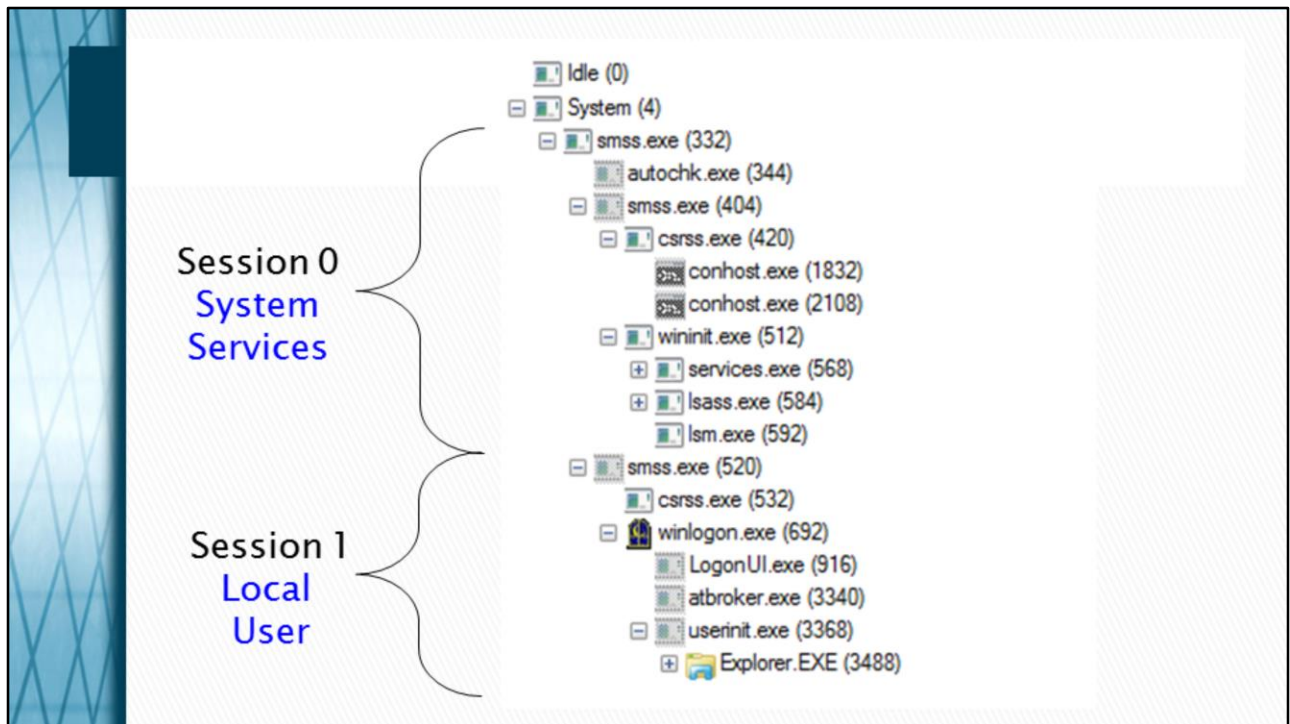 Idle (0)
System (4)
smss.exe (332)
autochk.exe (344)
smss.exe (404)
csrss.exe (420)
conhost.exe (1832)
conhost.exe (2108)
wininit.exe (512)
services.exe (568)
lsass.exe (584)
lsm.exe (592)
smss.exe (520)
csrss.exe (532)
winlogon.exe (692)
LogonUI.exe (916)
atbroker.exe (3340)
userinit.exe (3368)
Explorer.EXE (3488)
Session 0
System
Services
Session 1
Local
User